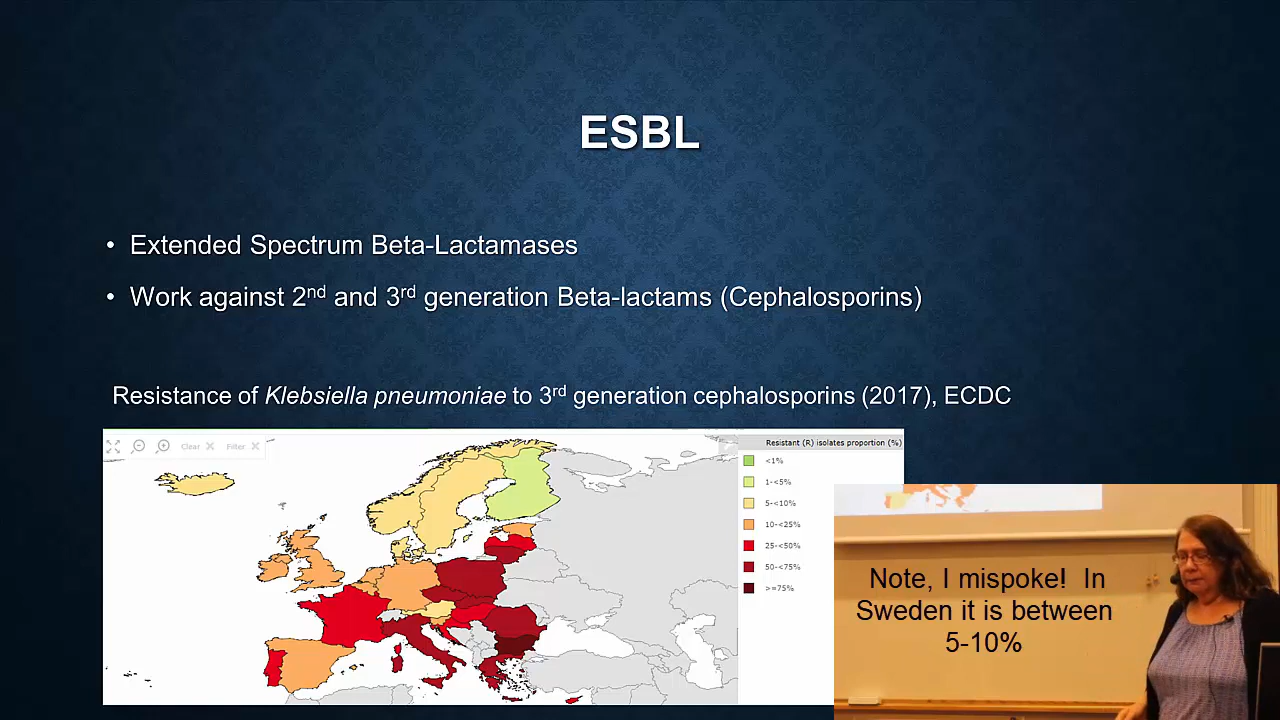 ESBL
• Extended Spectrum Beta-Lactamases
• Work against 2nd and 3rd generation Beta-lactams (Cephalosporins)
Resistance of Klebsiella pneumoniae to 3rd generation cephalosporins (2017), ECDC
Clear
Filter
Resistant (R) isolates proportion (%)
<1%
1-<5%
5-<10%
10-<25%
25-<50%
50-<75%
>=75%
Note, I mispoke! In
Sweden it is between
5-10%